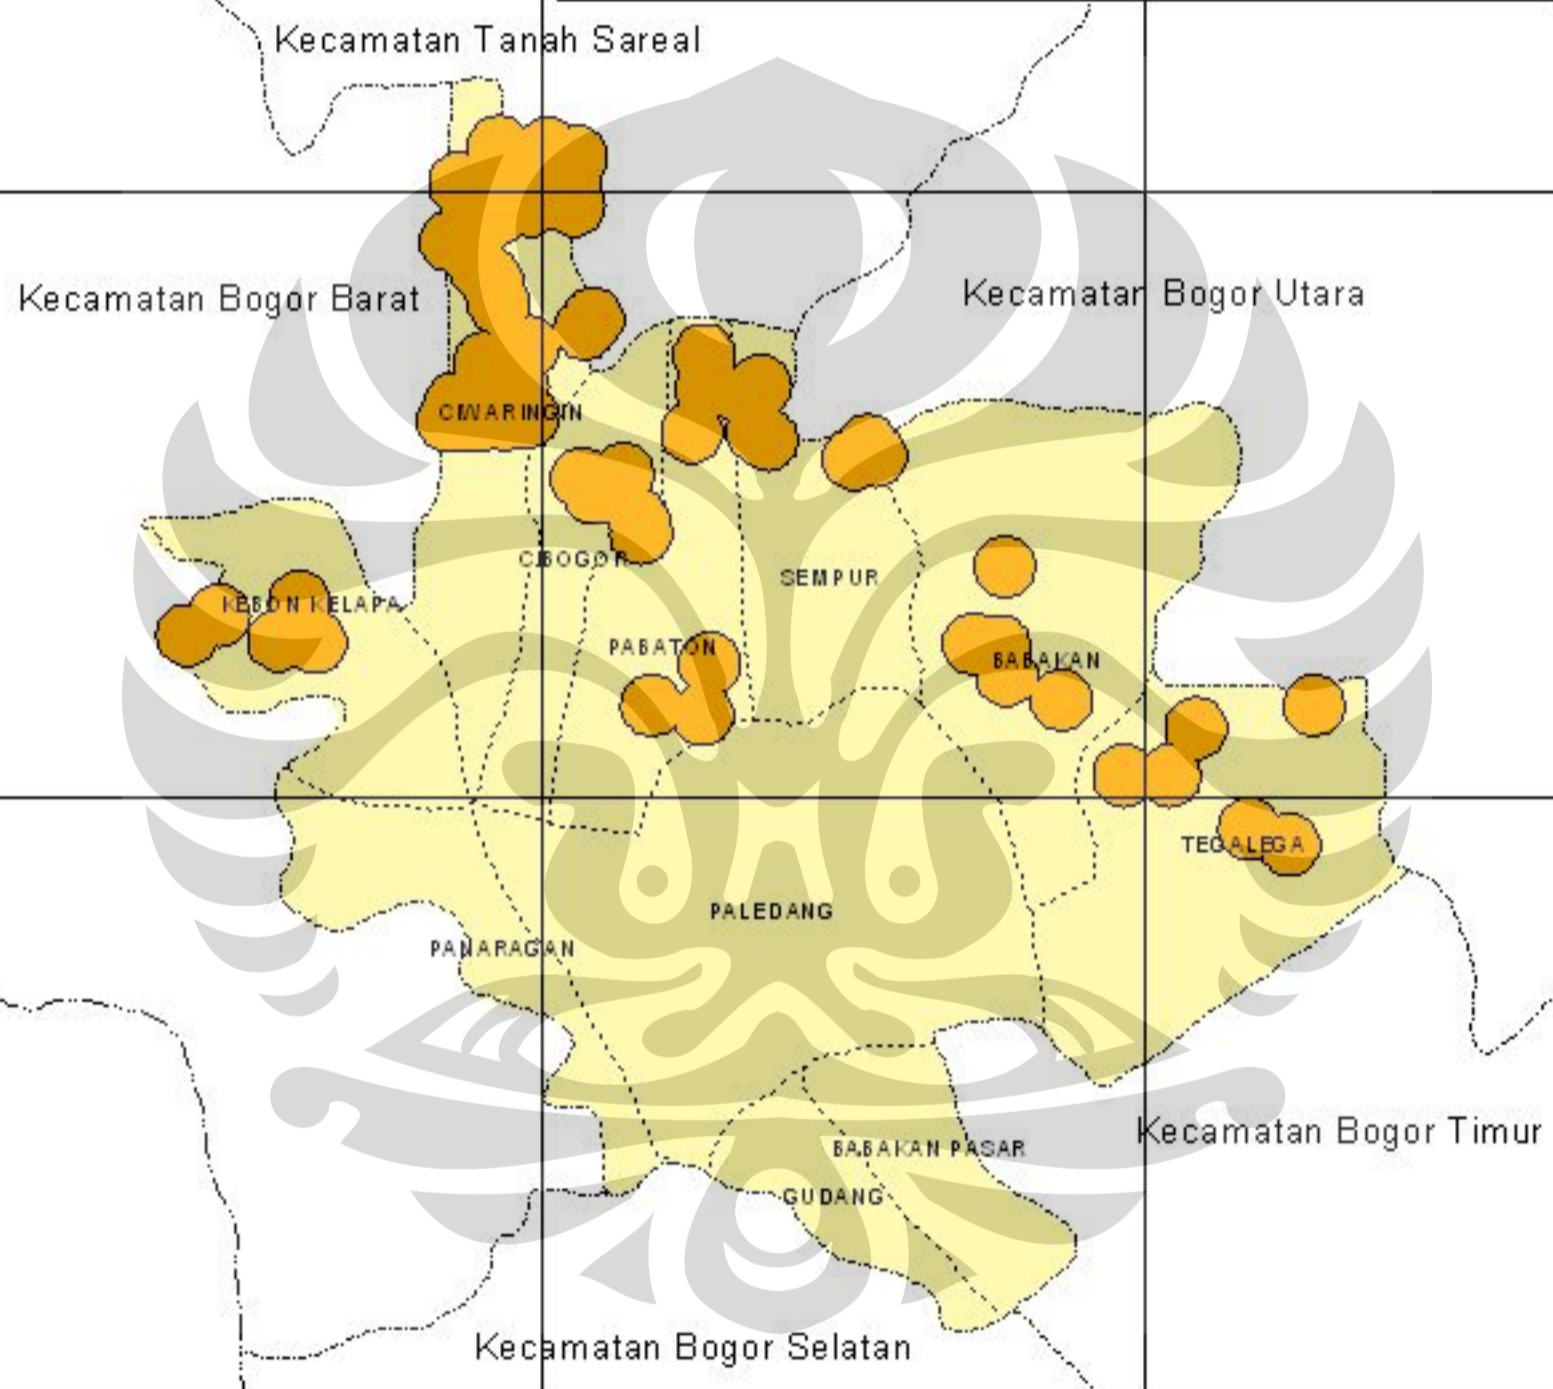 Kecamatan Tanah Sareal
Kecamatan Bogor Barat
Kecamatan Bogor Utara
CIWARINGIN
CIBOGOR
SEMPUR
KEBON KELAPA
PABATON
BABAKAN
TEGALEGA
PALEDANG
PANARAGAN
Kecamatan Bogor Timur
BABAKAN PASAR
GUDANG
Kecamatan Bogor Selatan